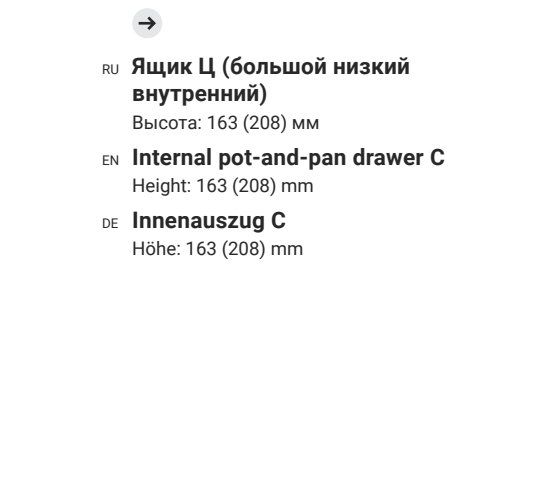 RU Ящик Ц (большой низкий
внутренний)
Высота: 163 (208) мм
EN Internal pot-and-pan drawer C
Height: 163 (208) mm
DE Innenauszug C
Höhe: 163 (208) mm